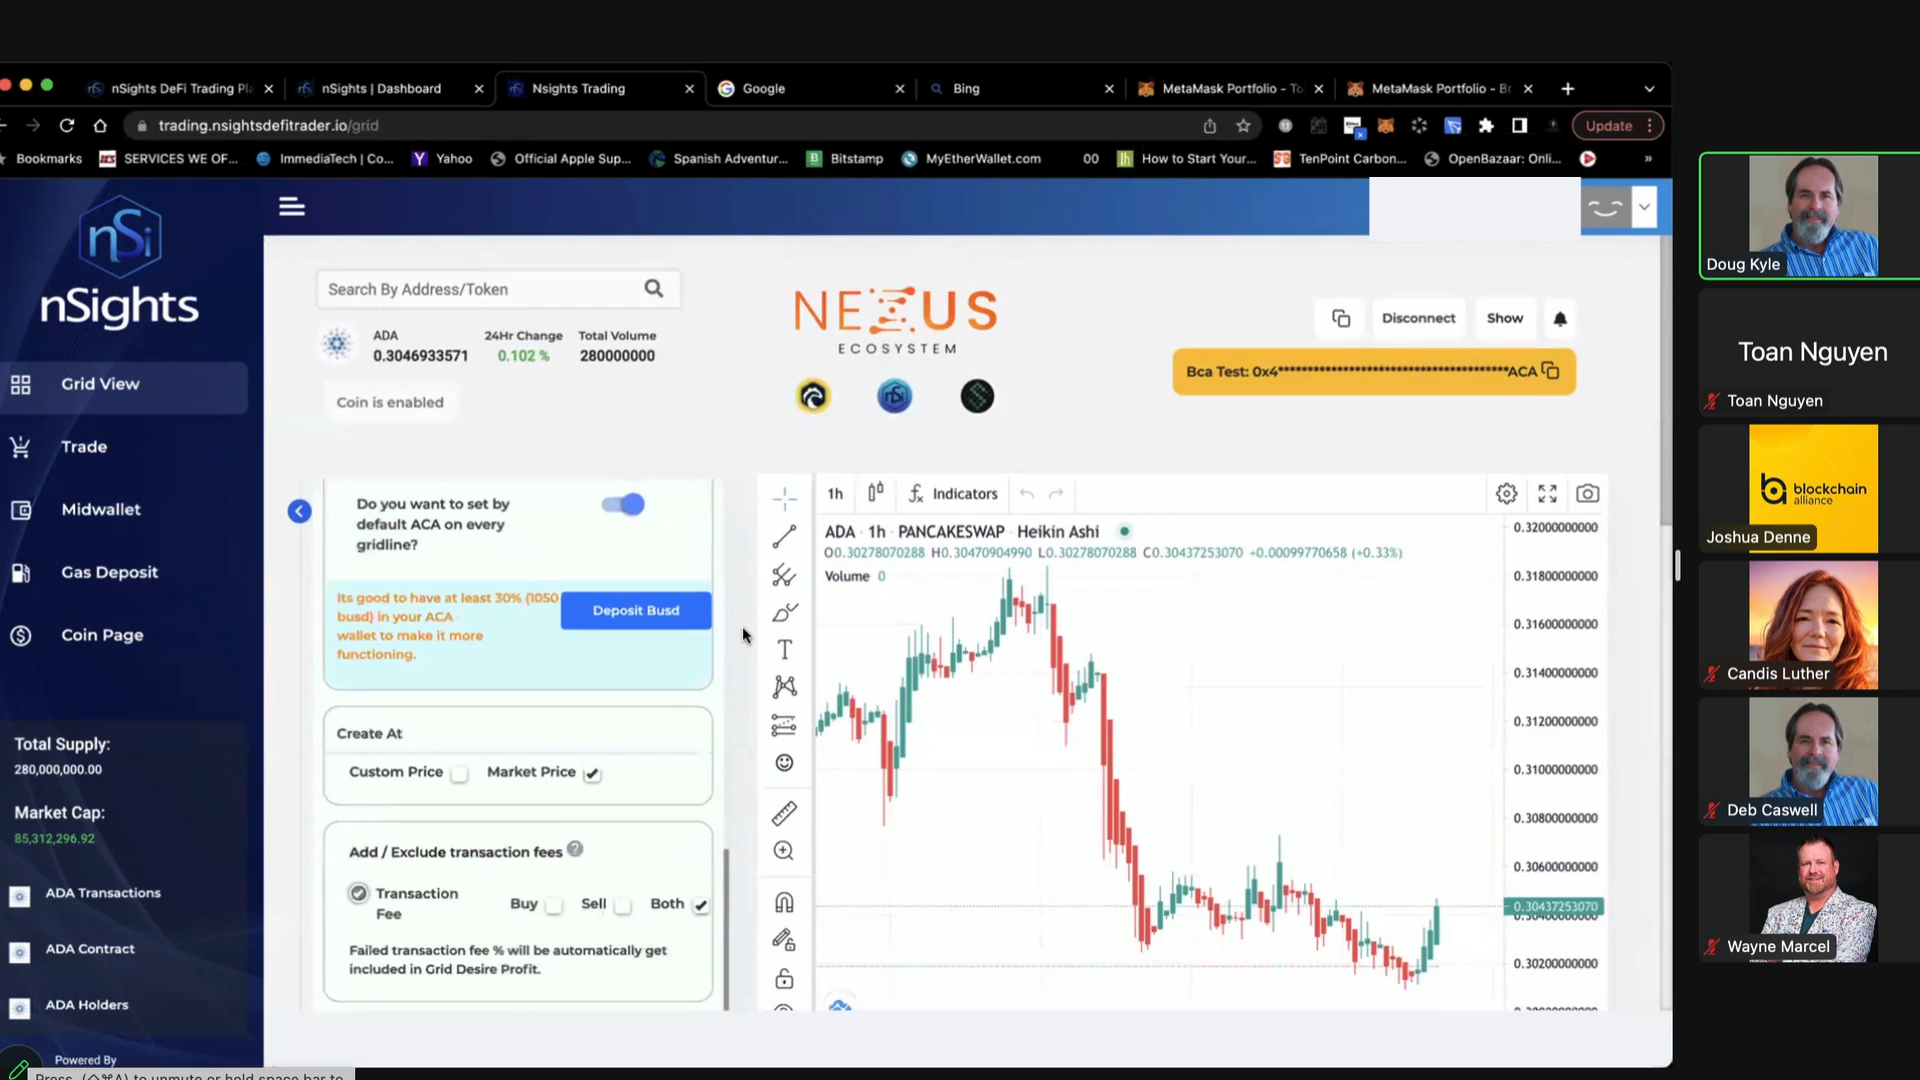 nSights DeFi Trading Pl
nSights | Dashboard
Nsights Trading
Google
Bing
MetaMask Portfolio - To
MetaMask Portfolio - Br
trading.nsightsdefitrader.io/grid
Update
Bookmarks
SERVICES WE OF...
ImmediaTech | Co...
Yahoo
Official Apple Sup...
Spanish Adventur...
Bitstamp
MyEtherWallet.com
00
How to Start Your...
TenPoint Carbon...
OpenBazaar: Onli...
nSi
nSights
Grid View
Trade
Midwallet
Gas Deposit
Coin Page
Total Supply:
280,000,000.00
Market Cap:
85,312,296.92
ADA Transactions
ADA Contract
ADA Holders
Powered By
Search By Address/Token
ADA
0.3046933571
24Hr Change
0.102 %
Total Volume
280000000
Coin is enabled
NEXUS
ECOSYSTEM
Disconnect
Show
Bca Test: 0x4*************************************ACA
Do you want to set by
default ACA on every
gridline?
Its good to have at least 30% (1050
busd) in your ACA
wallet to make it more
functioning.
Deposit Busd
Create At
Custom Price
Market Price
Add / Exclude transaction fees ?
Transaction
Fee
Buy
Sell
Both
Failed transaction fee % will be automatically get
included in Grid Desire Profit.
1h
Indicators
ADA · 1h · PANCAKESWAP · Heikin Ashi
O0.30278070288 H0.30470904990 L0.30278070288 C0.30437253070 +0.00099770658 (+0.33%)
Volume 0
0.32000000000
0.31800000000
0.31600000000
0.31400000000
0.31200000000
0.31000000000
0.30800000000
0.30600000000
0.30437253070
0.30400000000
0.30200000000
Doug Kyle
Toan Nguyen
Toan Nguyen
blockchain
alliance
Joshua Denne
Candis Luther
Deb Caswell
Wayne Marcel
Press (⇧⌘A) to unmute or hold space bar to